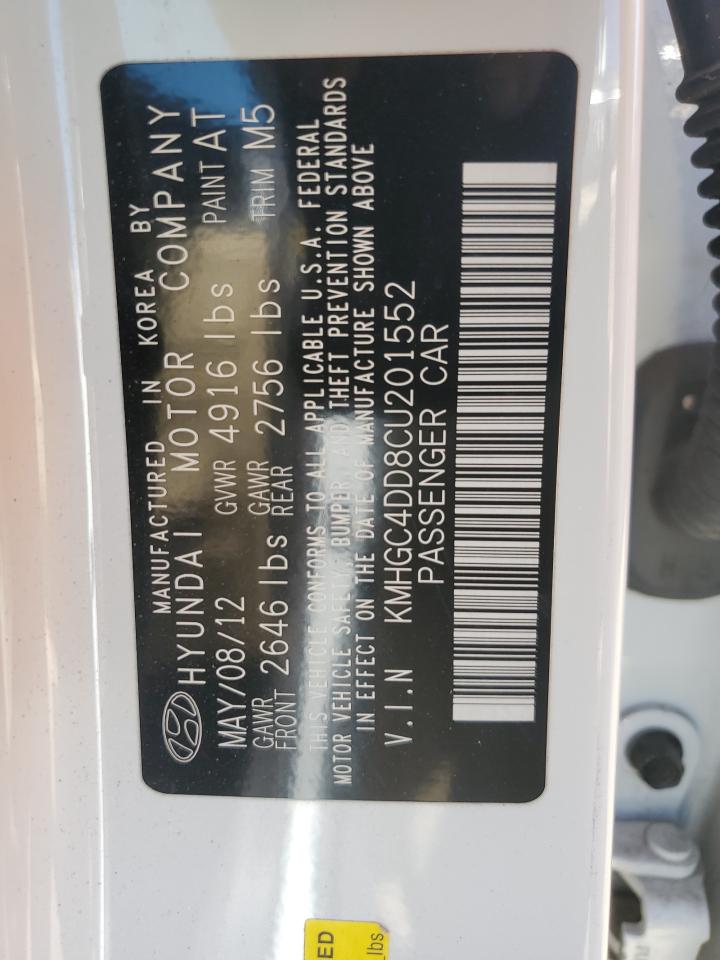 MANUFACTURED IN KOREA BY
HYUNDAI MOTOR COMPANY
MAY/08/12 GVWR 4916 lbs PAINT AT
GAWR FRONT 2646 lbs GAWR REAR 2756 lbs TRIM M5
THIS VEHICLE CONFORMS TO ALL APPLICABLE U.S.A. FEDERAL
MOTOR VEHICLE SAFETY, BUMPER, AND THEFT PREVENTION STANDARDS
IN EFFECT ON THE DATE OF MANUFACTURE SHOWN ABOVE
V.I.N KMHGC4DD8CU201552
PASSENGER CAR
ED
lbs